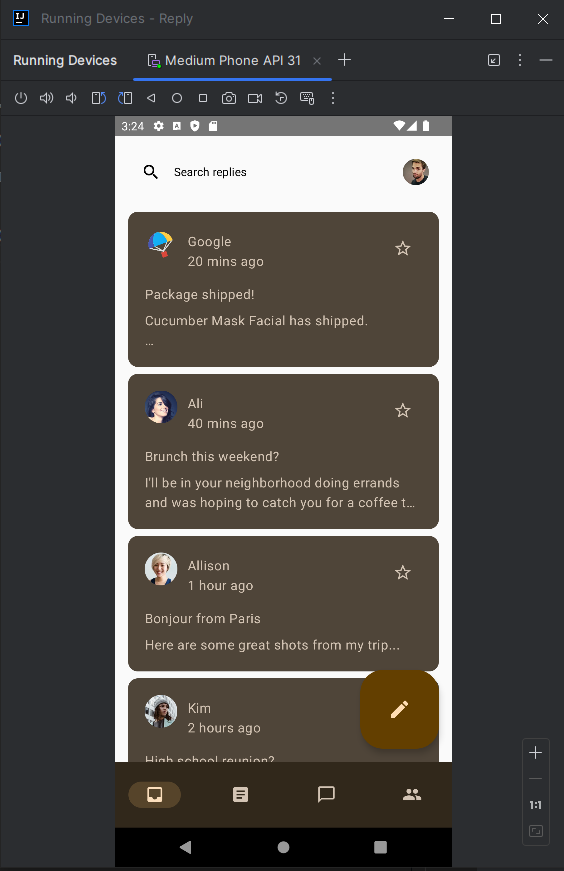 Running Devices - Reply
Running Devices
Medium Phone API 31
3:24
Search replies
Google
20 mins ago
Package shipped!
Cucumber Mask Facial has shipped.
…
Ali
40 mins ago
Brunch this weekend?
I'll be in your neighborhood doing errands
and was hoping to catch you for a coffee t…
Allison
1 hour ago
Bonjour from Paris
Here are some great shots from my trip…
Kim
2 hours ago
High school reunion?
1:1